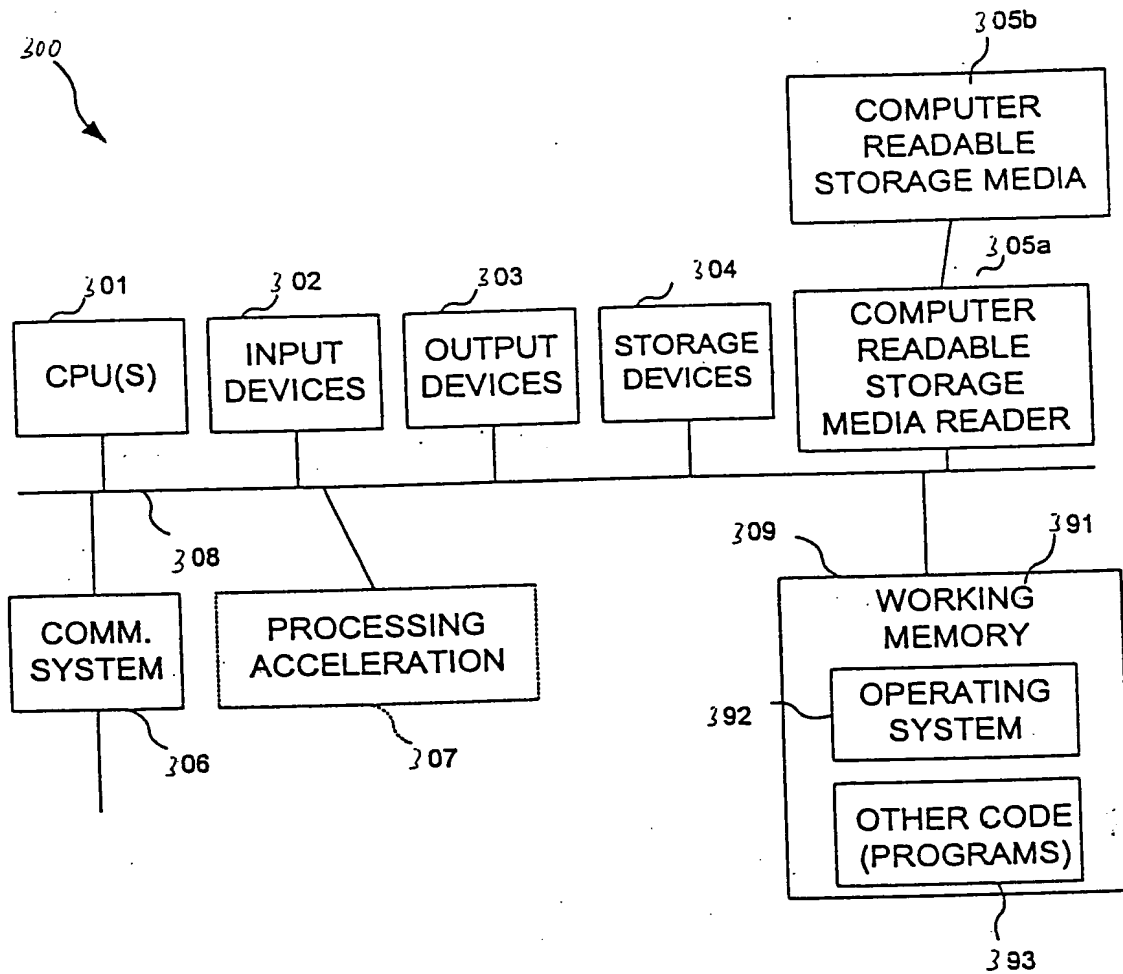 300
305b
COMPUTER
READABLE
STORAGE MEDIA
305a
301
302
303
304
CPU(S)
INPUT
DEVICES
OUTPUT
DEVICES
STORAGE
DEVICES
COMPUTER
READABLE
STORAGE
MEDIA READER
308
309
391
COMM.
SYSTEM
PROCESSING
ACCELERATION
WORKING
MEMORY
392
OPERATING
SYSTEM
306
307
OTHER CODE
(PROGRAMS)
393